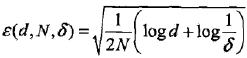 ε(d, N, δ) = √(1/2N (log d + log 1/δ))